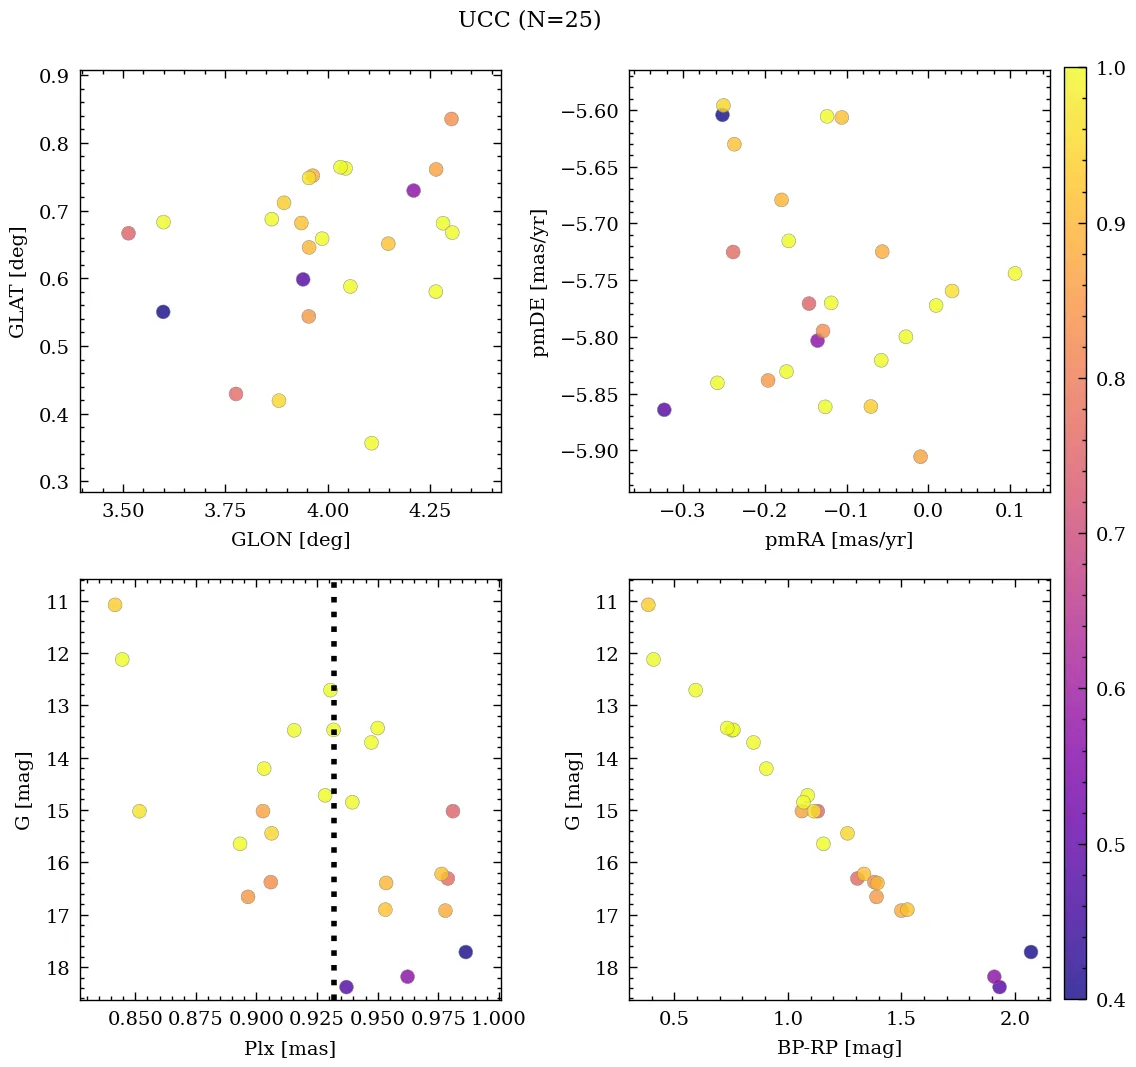 UCC (N=25)
0.9
0.8
0.7
0.6
0.5
0.4
0.3
GLAT [deg]
3.50 3.75 4.00 4.25
GLON [deg]
−5.60
−5.65
−5.70
−5.75
−5.80
−5.85
−5.90
pmDE [mas/yr]
−0.3 −0.2 −0.1 0.0 0.1
pmRA [mas/yr]
11
12
13
14
15
16
17
18
G [mag]
0.850 0.875 0.900 0.925 0.950 0.975 1.000
Plx [mas]
11
12
13
14
15
16
17
18
G [mag]
0.5 1.0 1.5 2.0
BP-RP [mag]
1.0
0.9
0.8
0.7
0.6
0.5
0.4